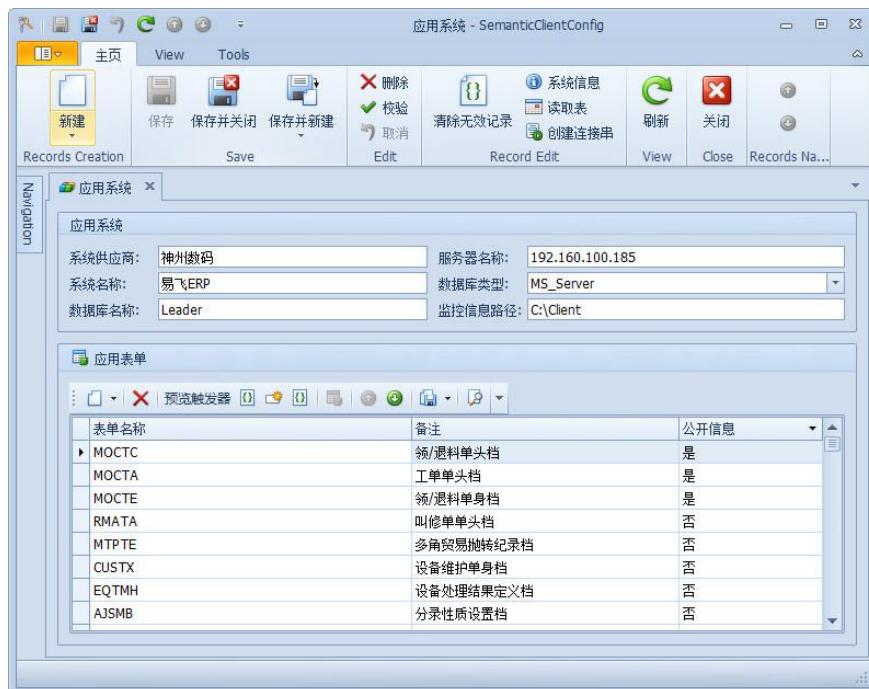 应用系统 - SemanticClientConfig
主页 View Tools
新建 保存 保存并关闭 保存并新建 删除 校验 取消 清除无效记录 系统信息 读取表 创建连接串 刷新 关闭
Records Creation Save Edit Record Edit View Close Records Na...
Navigation
应用系统
应用系统
系统供应商: 神州数码 服务器名称: 192.160.100.185
系统名称: 易飞ERP 数据库类型: MS_Server
数据库名称: Leader 监控信息路径: C:\Client
应用表单
预览触发器
表单名称 备注 公开信息
MOCTC 领/退料单头档 是
MOCTA 工单单头档 是
MOCTE 领/退料单身档 是
RMATA 叫修单单头档 否
MTPTE 多角贸易抛转纪录档 否
CUSTX 设备维护单身档 否
EQTMH 设备处理结果定义档 否
AJSMB 分录性质设置档 否